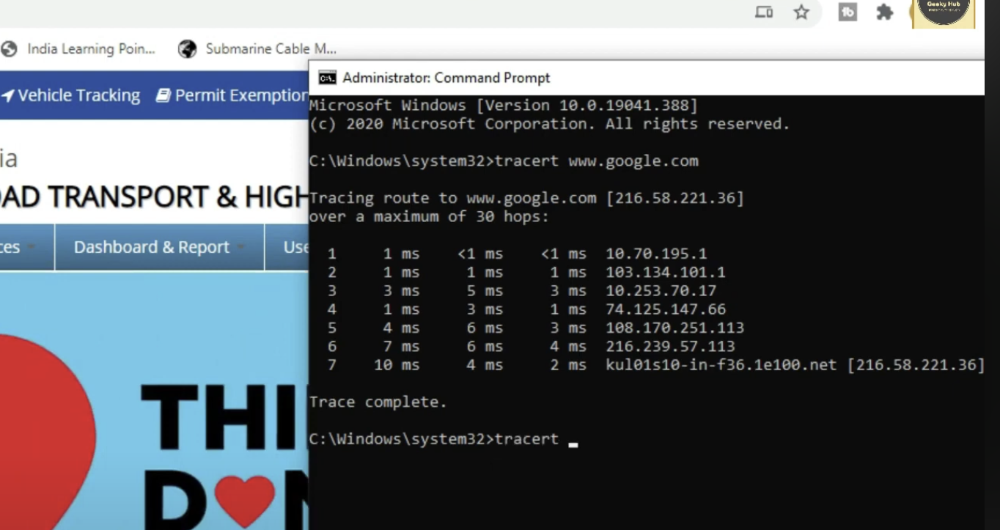 Geeky Hub
India Learning Poin...
Submarine Cable M...
Vehicle Tracking
Permit Exemption
ia
OAD TRANSPORT & HIGH
ces
Dashboard & Report
Use
THI
D
N
Administrator: Command Prompt
Microsoft Windows [Version 10.0.19041.388]
(c) 2020 Microsoft Corporation. All rights reserved.
C:\Windows\system32>tracert www.google.com
Tracing route to www.google.com [216.58.221.36]
over a maximum of 30 hops:
1 1 ms <1 ms <1 ms 10.70.195.1
2 1 ms 1 ms 1 ms 103.134.101.1
3 3 ms 5 ms 3 ms 10.253.70.17
4 1 ms 3 ms 1 ms 74.125.147.66
5 4 ms 6 ms 3 ms 108.170.251.113
6 7 ms 6 ms 4 ms 216.239.57.113
7 10 ms 4 ms 2 ms kul01s10-in-f36.1e100.net [216.58.221.36]
Trace complete.
C:\Windows\system32>tracert